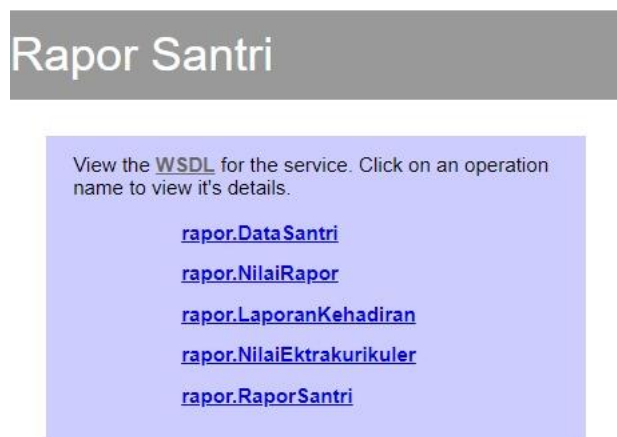 Rapor Santri
View the WSDL for the service. Click on an operation
name to view it's details.
rapor.DataSantri
rapor.NilaiRapor
rapor.LaporanKehadiran
rapor.NilaiEktrakurikuler
rapor.RaporSantri